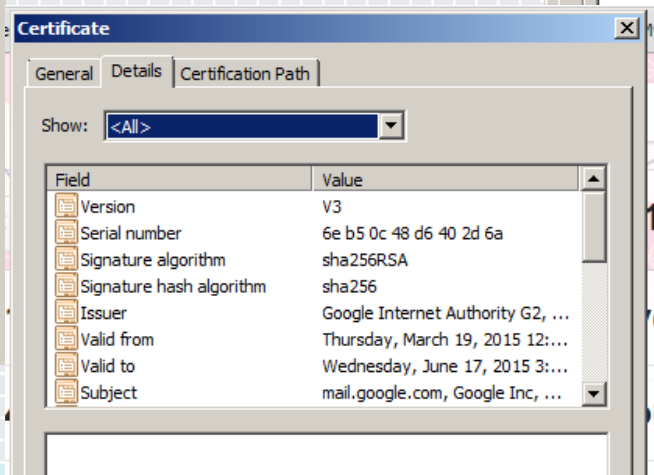 Certificate
General Details Certification Path
Show: <All>
Field Value
Version V3
Serial number 6e b5 0c 48 d6 40 2d 6a
Signature algorithm sha256RSA
Signature hash algorithm sha256
Issuer Google Internet Authority G2, ...
Valid from Thursday, March 19, 2015 12:...
Valid to Wednesday, June 17, 2015 3:...
Subject mail.google.com, Google Inc, ...